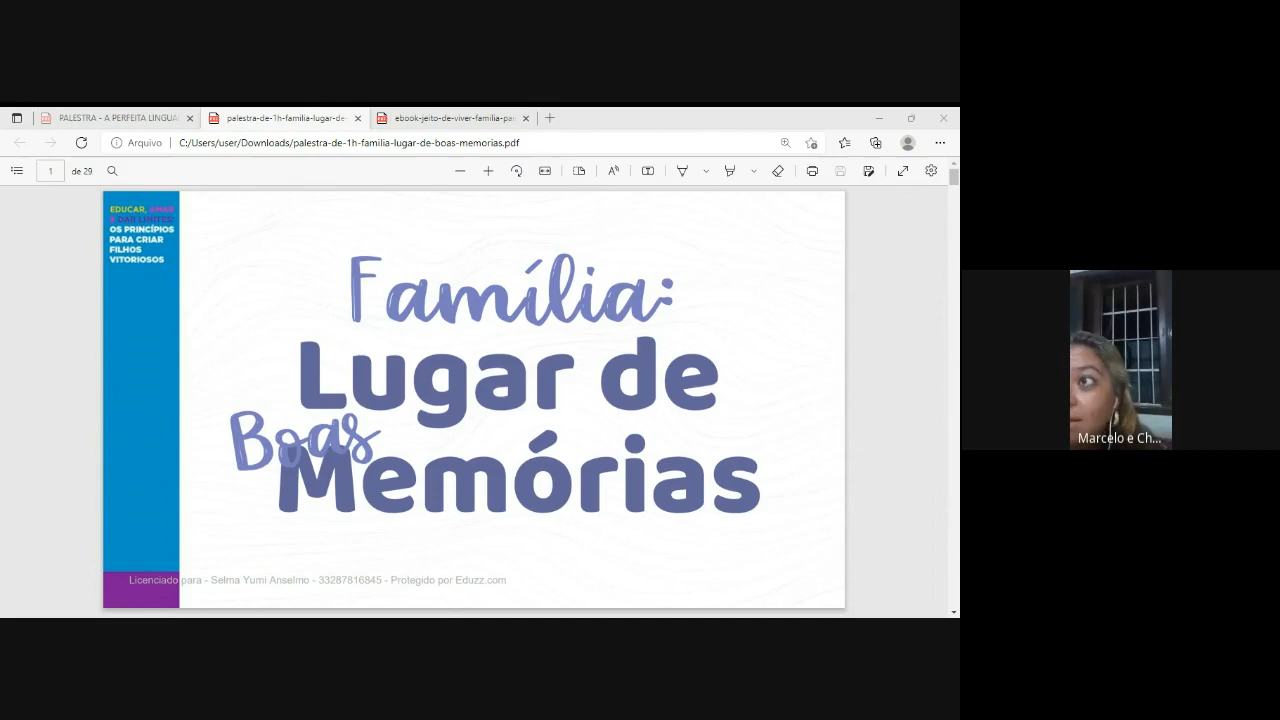 PALESTRA - A PERFEITA LINGUA
palestra-de-1h-familia-lugar-de-
ebook-jeito-de-viver-familia-pa
Arquivo
C:/Users/user/Downloads/palestra-de-1h-familia-lugar-de-boas-memorias.pdf
1 de 29
EDUCAR, AMAR
E DAR LIMITES:
OS PRINCÍPIOS
PARA CRIAR
FILHOS
VITORIOSOS
Família:
Lugar de
Boas
Memórias
Licenciado para - Selma Yumi Anselmo - 33287816845 - Protegido por Eduzz.com
Marcelo e Ch...